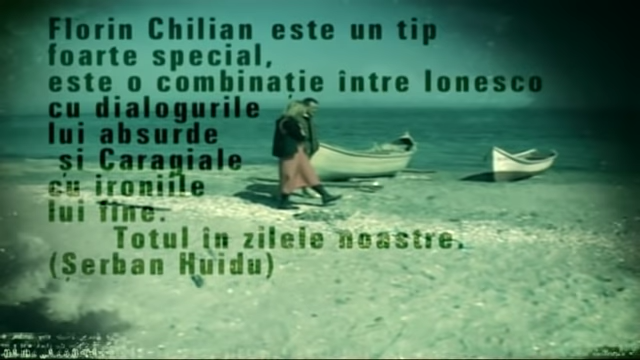 Florin Chilian este un tip
foarte special,
este o combinație între Ionesco
cu dialogurile
lui absurde
și Caragiale
cu ironiile
lui fine.
Totul în zilele noastre.
(Șerban Huidu)